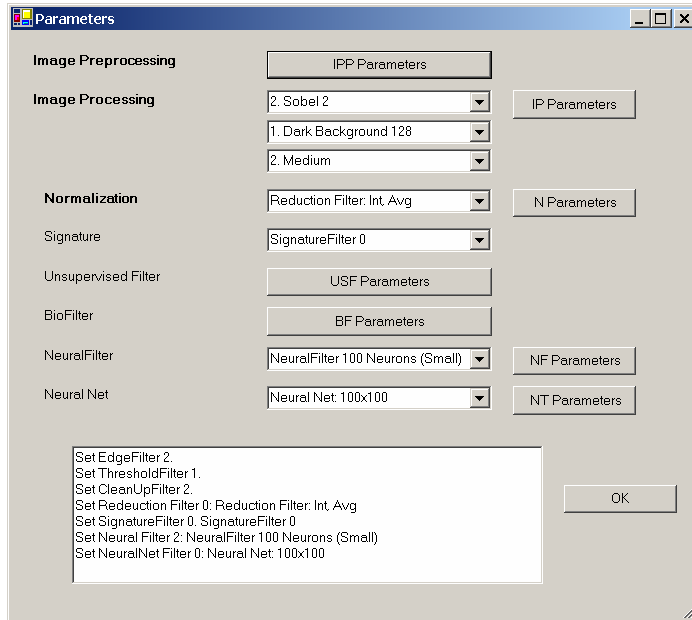 Parameters
Image Preprocessing IPP Parameters
Image Processing 2. Sobel 2 IP Parameters
1. Dark Background 128
2. Medium
Normalization Reduction Filter: Int, Avg N Parameters
Signature SignatureFilter 0
Unsupervised Filter USF Parameters
BioFilter BF Parameters
NeuralFilter NeuralFilter 100 Neurons (Small) NF Parameters
Neural Net Neural Net: 100x100 NT Parameters
Set EdgeFilter 2.
Set ThresholdFilter 1.
Set CleanUpFilter 2.
Set Redeuction Filter 0: Reduction Filter: Int, Avg
Set SignatureFilter 0. SignatureFilter 0
Set Neural Filter 2: NeuralFilter 100 Neurons (Small)
Set NeuralNet Filter 0: Neural Net: 100x100
OK